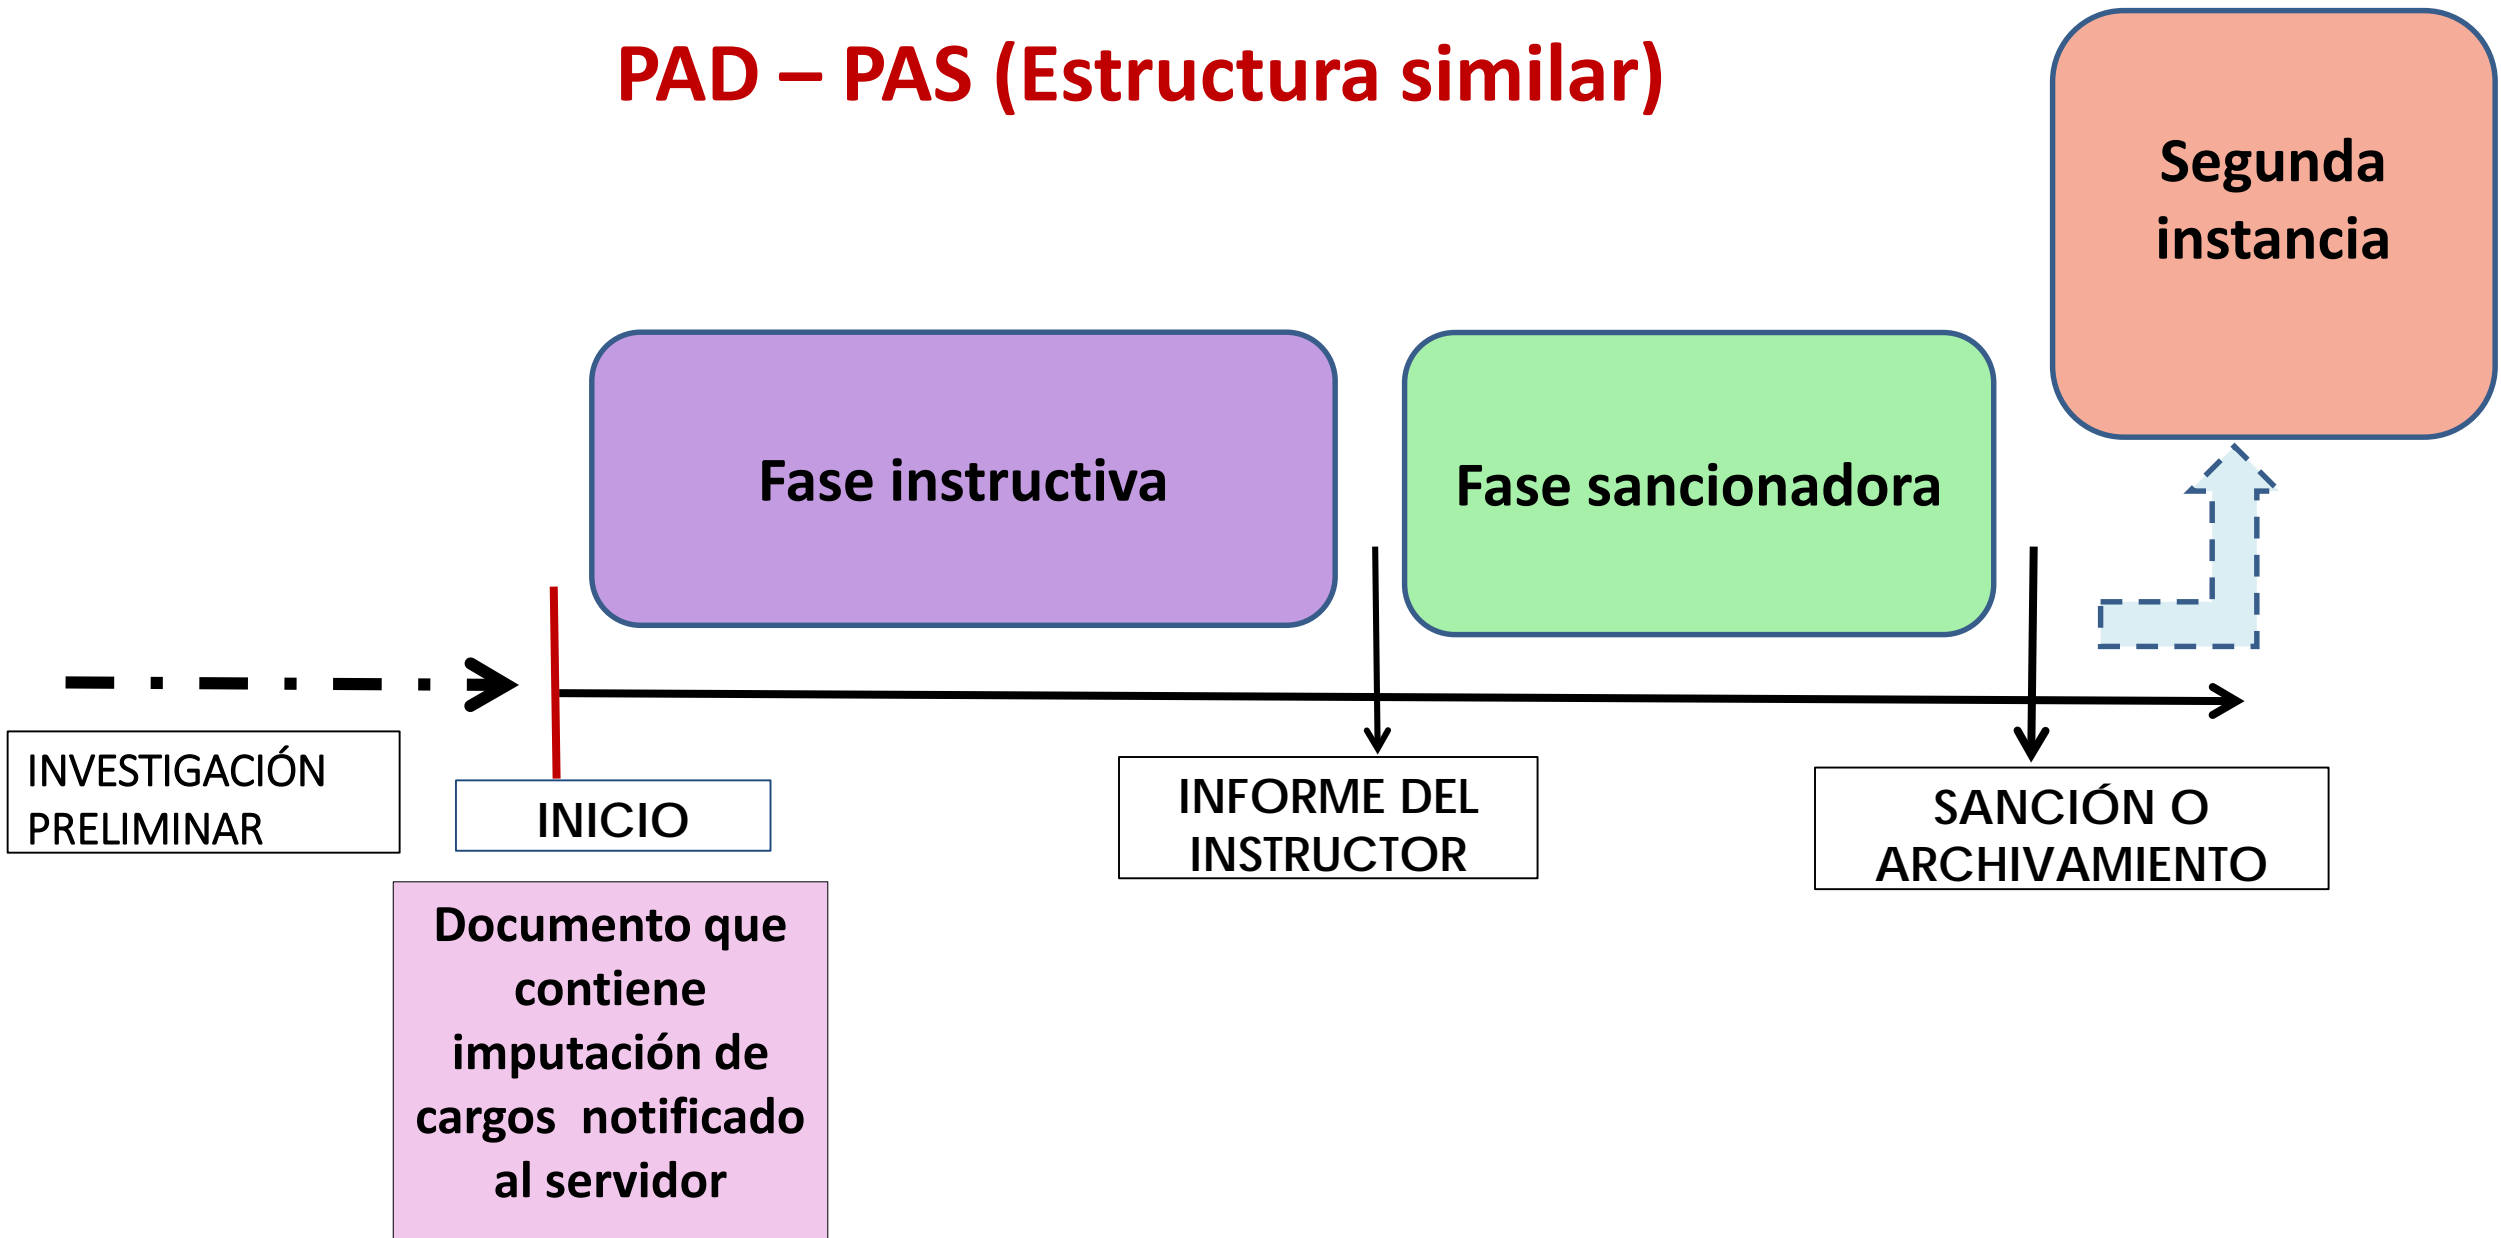 PAD – PAS (Estructura similar)
Segunda
instancia
Fase instructiva
Fase sancionadora
INVESTIGACIÓN
PRELIMINAR
INICIO
INFORME DEL
INSTRUCTOR
SANCIÓN O
ARCHIVAMIENTO
Documento que
contiene
imputación de
cargos  notificado
al servidor